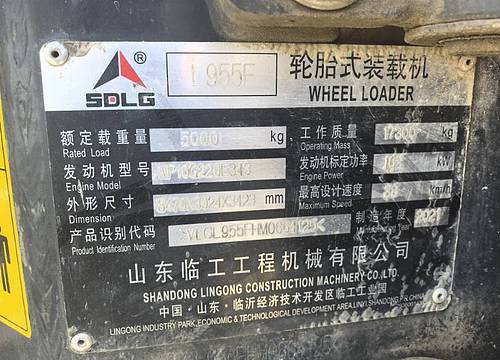 SDLG ® L955F 轮胎式装载机
WHEEL LOADER
额定载重量 5000 kg 工作质量 17300 kg
Rated Load Operating Mass
发动机型号 发动机标定功率 162 kW
Engine Model Engine Power
外形尺寸 mm 最高设计速度 km/h
Dimension Maximum Speed
产品识别代码 制造年度 2021
Product Identification Number
山东临工工程机械有限公司
SHANDONG LINGONG CONSTRUCTION MACHINERY CO.,LTD.
中国·山东·临沂经济技术开发区临工工业园
LINGONG INDUSTRY PARK, ECONOMIC & TECHNOLOGICAL DEVELOPMENT AREA, LINYI, SHANDONG, P.R.CHINA